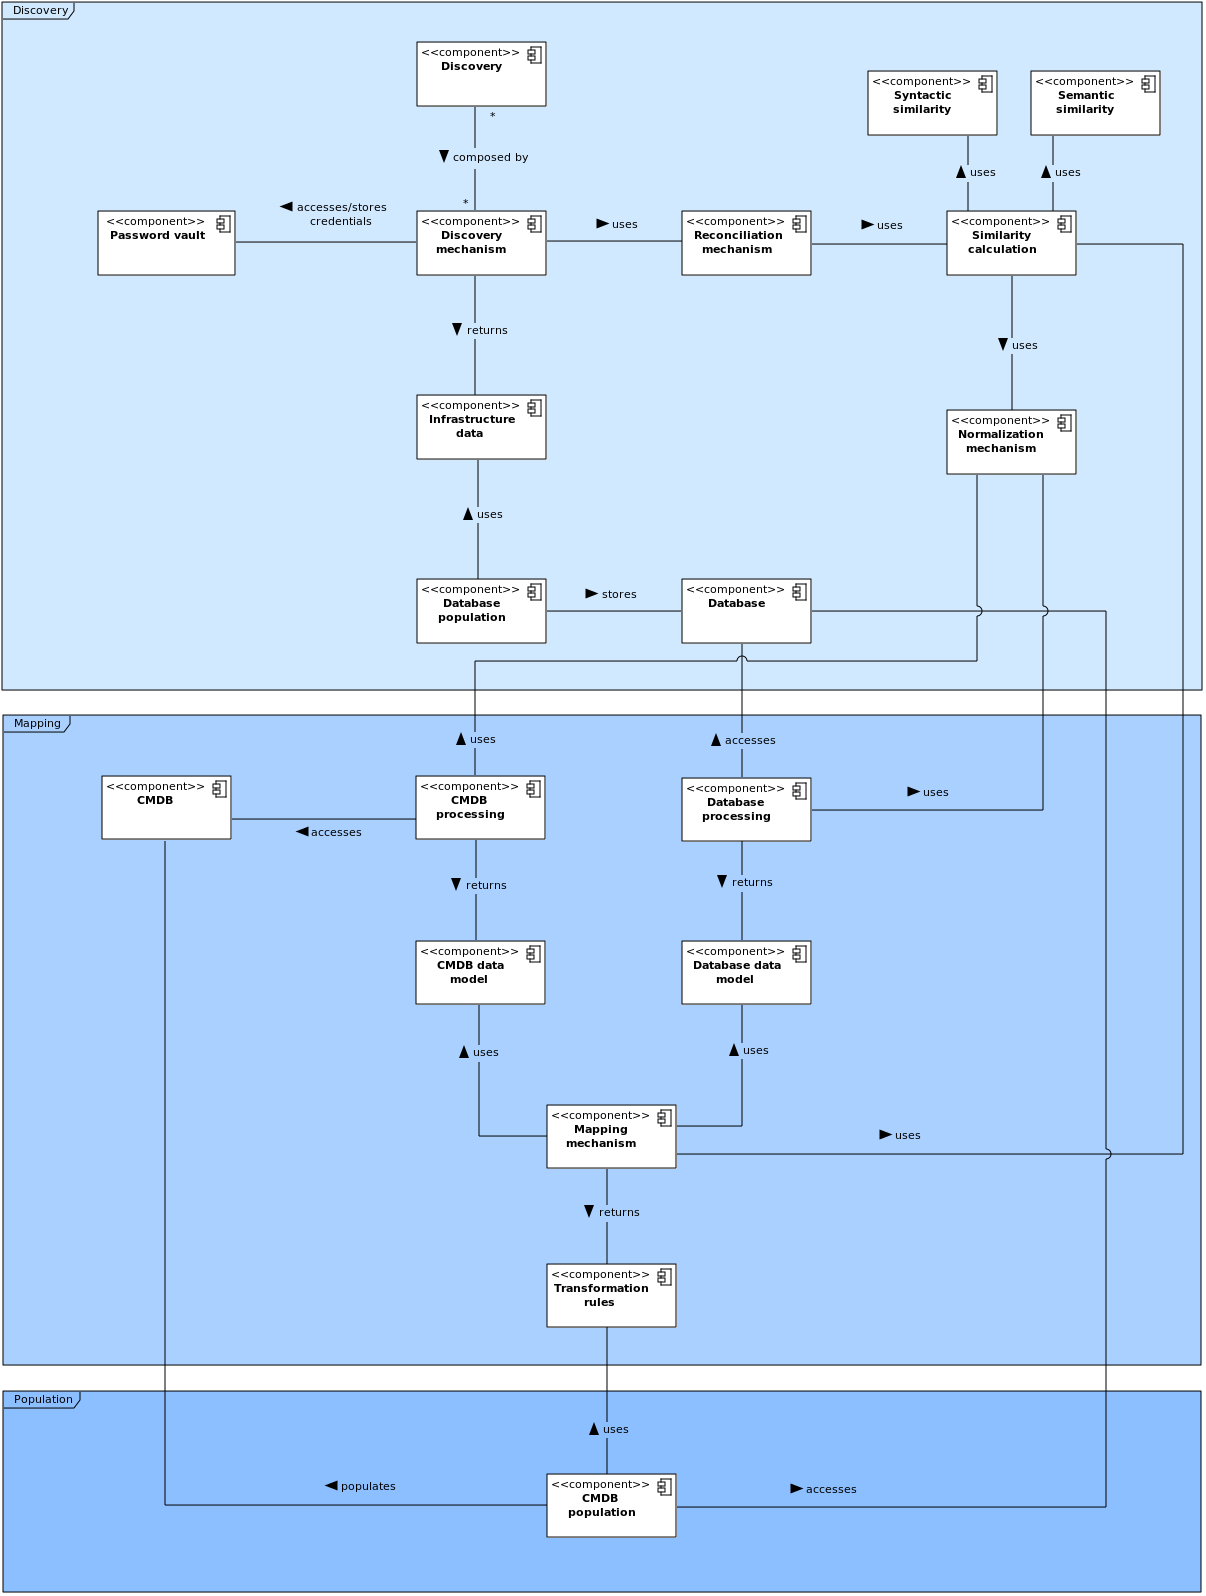 Discovery
<<component>>
Discovery
<<component>>
Syntactic
similarity
<<component>>
Semantic
similarity
*
composed by
uses
uses
*
accesses/stores
credentials
<<component>>
Password vault
<<component>>
Discovery
mechanism
uses
<<component>>
Reconciliation
mechanism
uses
<<component>>
Similarity
calculation
returns
uses
<<component>>
Infrastructure
data
<<component>>
Normalization
mechanism
uses
<<component>>
Database
population
stores
<<component>>
Database
Mapping
uses
accesses
<<component>>
CMDB
accesses
<<component>>
CMDB
processing
<<component>>
Database
processing
uses
returns
returns
<<component>>
CMDB data
model
<<component>>
Database data
model
uses
uses
<<component>>
Mapping
mechanism
uses
returns
<<component>>
Transformation
rules
Population
uses
populates
<<component>>
CMDB
population
accesses